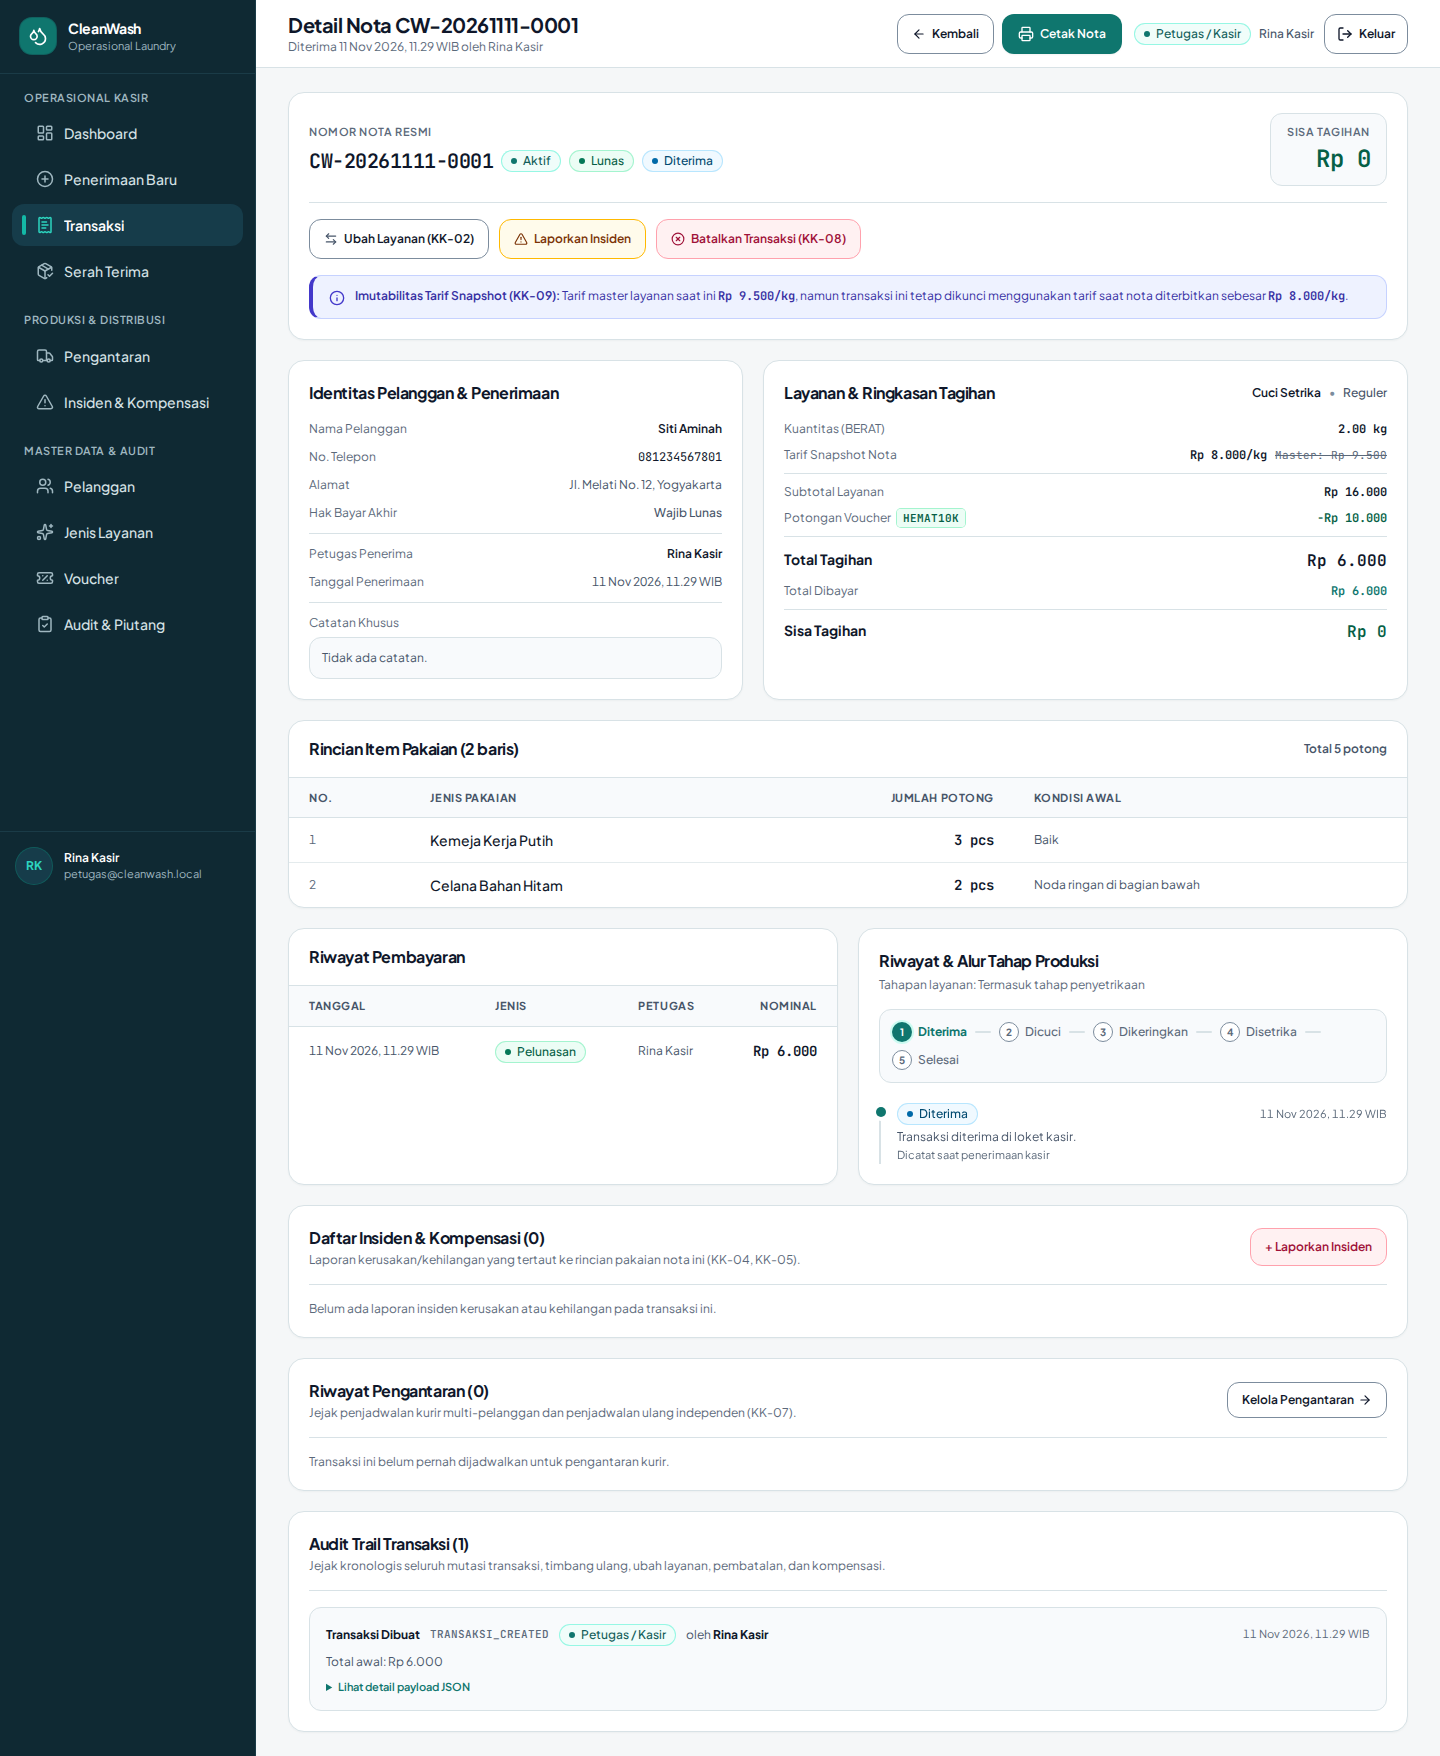 CleanWash
Operasional Laundry
OPERASIONAL KASIR
Dashboard
Penerimaan Baru
Transaksi
Serah Terima
PRODUKSI & DISTRIBUSI
Pengantaran
Insiden & Kompensasi
MASTER DATA & AUDIT
Pelanggan
Jenis Layanan
Voucher
Audit & Piutang
RK
Rina Kasir
petugas@cleanwash.local
Detail Nota CW-20261111-0001
Diterima 11 Nov 2026, 11.29 WIB oleh Rina Kasir
Kembali
Cetak Nota
Petugas / Kasir
Rina Kasir
Keluar
NOMOR NOTA RESMI
CW-20261111-0001 Aktif Lunas Diterima
SISA TAGIHAN
Rp 0
Ubah Layanan (KK-02)
Laporkan Insiden
Batalkan Transaksi (KK-08)
Imutabilitas Tarif Snapshot (KK-09): Tarif master layanan saat ini Rp 9.500/kg, namun transaksi ini tetap dikunci menggunakan tarif saat nota diterbitkan sebesar Rp 8.000/kg.
Identitas Pelanggan & Penerimaan
Nama Pelanggan Siti Aminah
No. Telepon 081234567801
Alamat Jl. Melati No. 12, Yogyakarta
Hak Bayar Akhir Wajib Lunas
Petugas Penerima Rina Kasir
Tanggal Penerimaan 11 Nov 2026, 11.29 WIB
Catatan Khusus
Tidak ada catatan.
Layanan & Ringkasan Tagihan Cuci Setrika • Reguler
Kuantitas (BERAT) 2.00 kg
Tarif Snapshot Nota Rp 8.000/kg Master: Rp 9.500
Subtotal Layanan Rp 16.000
Potongan Voucher HEMAT10K -Rp 10.000
Total Tagihan Rp 6.000
Total Dibayar Rp 6.000
Sisa Tagihan Rp 0
Rincian Item Pakaian (2 baris) Total 5 potong
NO. JENIS PAKAIAN JUMLAH POTONG KONDISI AWAL
1 Kemeja Kerja Putih 3 pcs Baik
2 Celana Bahan Hitam 2 pcs Noda ringan di bagian bawah
Riwayat Pembayaran
TANGGAL JENIS PETUGAS NOMINAL
11 Nov 2026, 11.29 WIB Pelunasan Rina Kasir Rp 6.000
Riwayat & Alur Tahap Produksi
Tahapan layanan: Termasuk tahap penyetrikaan
1 Diterima 2 Dicuci 3 Dikeringkan 4 Disetrika
5 Selesai
Diterima 11 Nov 2026, 11.29 WIB
Transaksi diterima di loket kasir.
Dicatat saat penerimaan kasir
Daftar Insiden & Kompensasi (0)
Laporan kerusakan/kehilangan yang tertaut ke rincian pakaian nota ini (KK-04, KK-05).
+ Laporkan Insiden
Belum ada laporan insiden kerusakan atau kehilangan pada transaksi ini.
Riwayat Pengantaran (0)
Jejak penjadwalan kurir multi-pelanggan dan penjadwalan ulang independen (KK-07).
Kelola Pengantaran →
Transaksi ini belum pernah dijadwalkan untuk pengantaran kurir.
Audit Trail Transaksi (1)
Jejak kronologis seluruh mutasi transaksi, timbang ulang, ubah layanan, pembatalan, dan kompensasi.
Transaksi Dibuat TRANSAKSI_CREATED Petugas / Kasir oleh Rina Kasir 11 Nov 2026, 11.29 WIB
Total awal: Rp 6.000
Lihat detail payload JSON